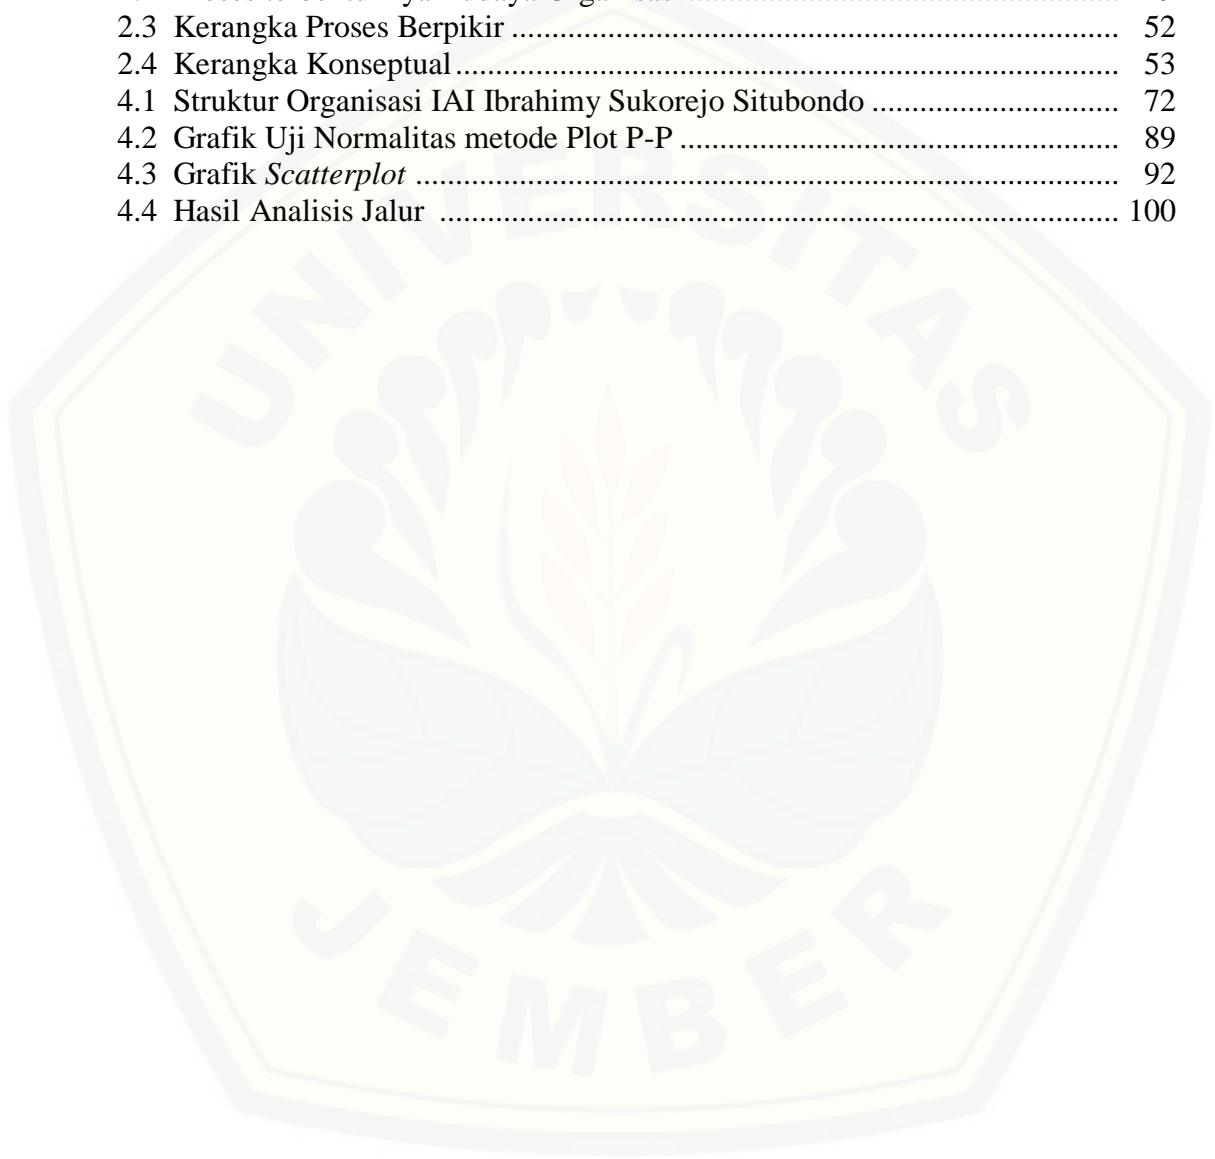 2.3 Kerangka Proses Berpikir ............................................................................ 52
2.4 Kerangka Konseptual ................................................................................... 53
4.1 Struktur Organisasi IAI Ibrahimy Sukorejo Situbondo ............................... 72
4.2 Grafik Uji Normalitas metode Plot P-P ....................................................... 89
4.3 Grafik Scatterplot ........................................................................................ 92
4.4 Hasil Analisis Jalur ..................................................................................... 100
UNIVERSITAS
JEMBER